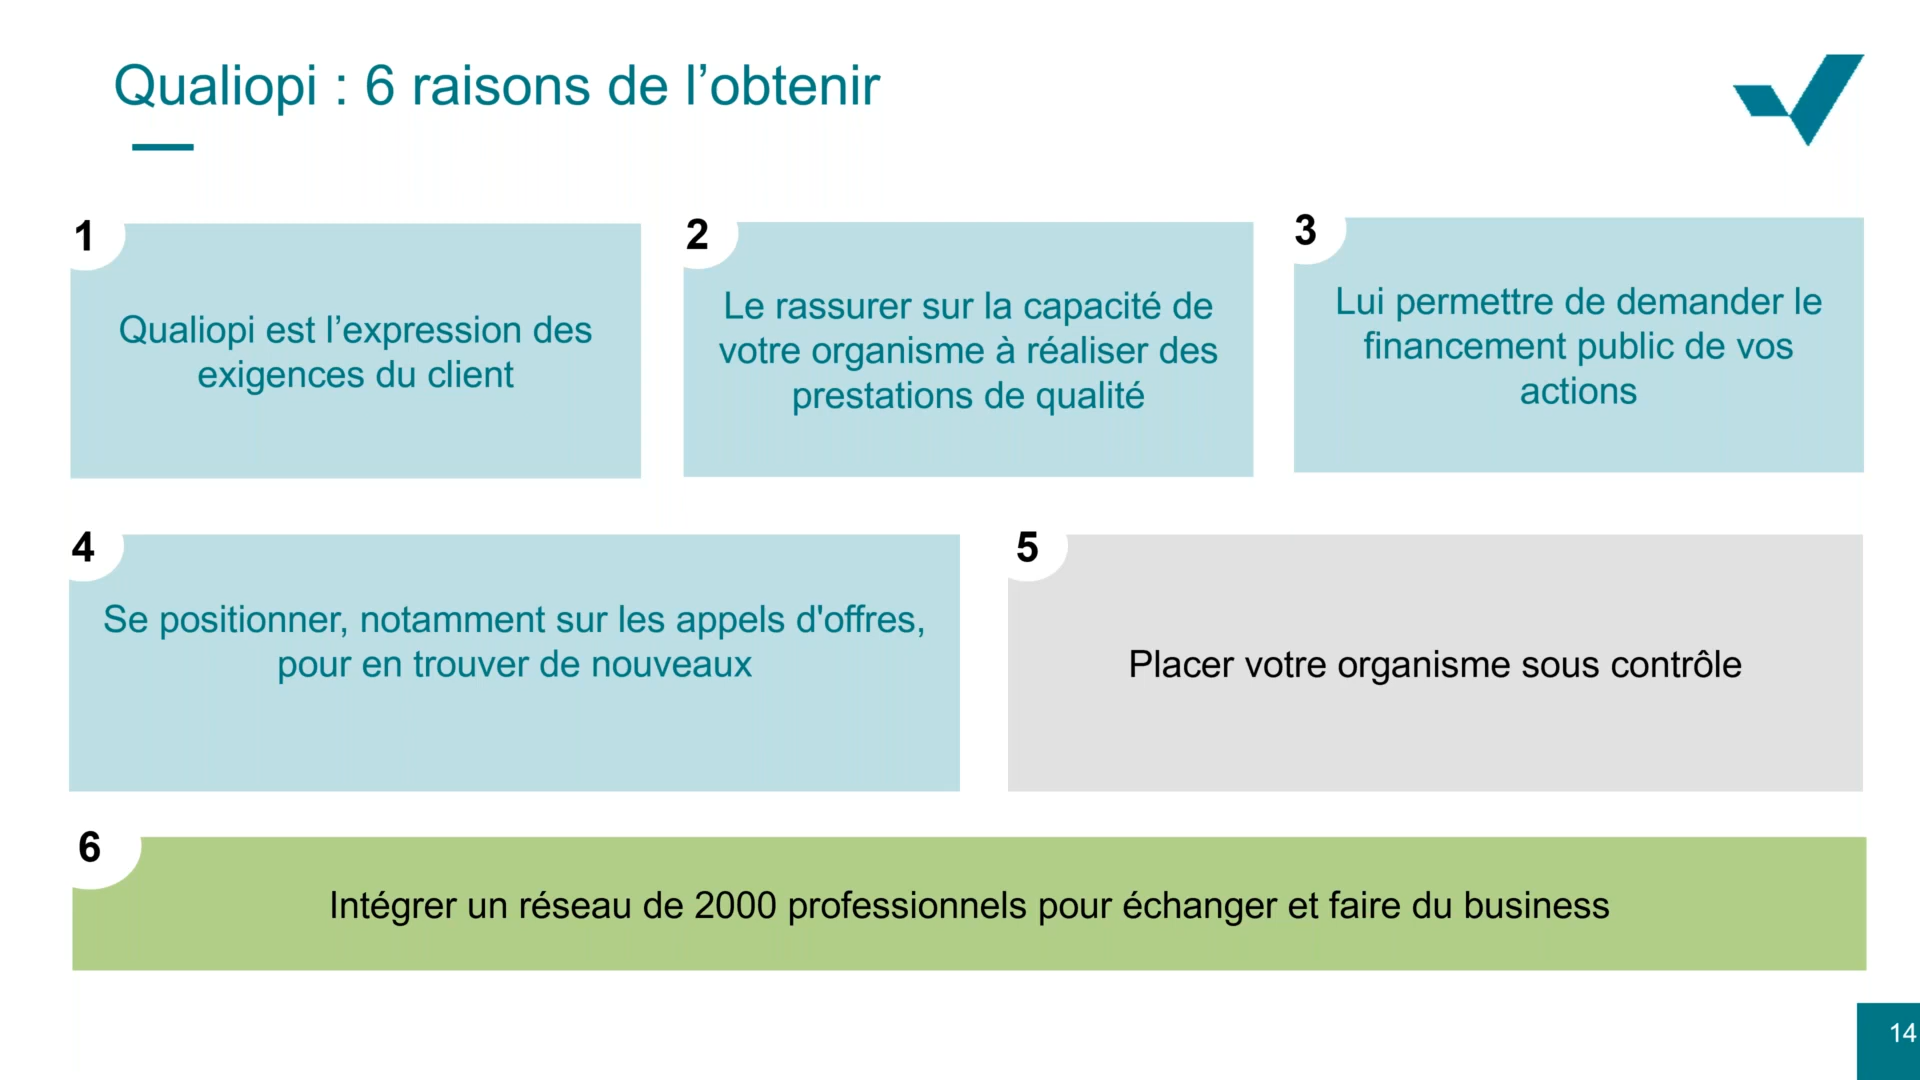 Qualiopi : 6 raisons de l’obtenir
1
Qualiopi est l’expression des
exigences du client
2
Le rassurer sur la capacité de
votre organisme à réaliser des
prestations de qualité
3
Lui permettre de demander le
financement public de vos
actions
4
Se positionner, notamment sur les appels d'offres,
pour en trouver de nouveaux
5
Placer votre organisme sous contrôle
6
Intégrer un réseau de 2000 professionnels pour échanger et faire du business
14